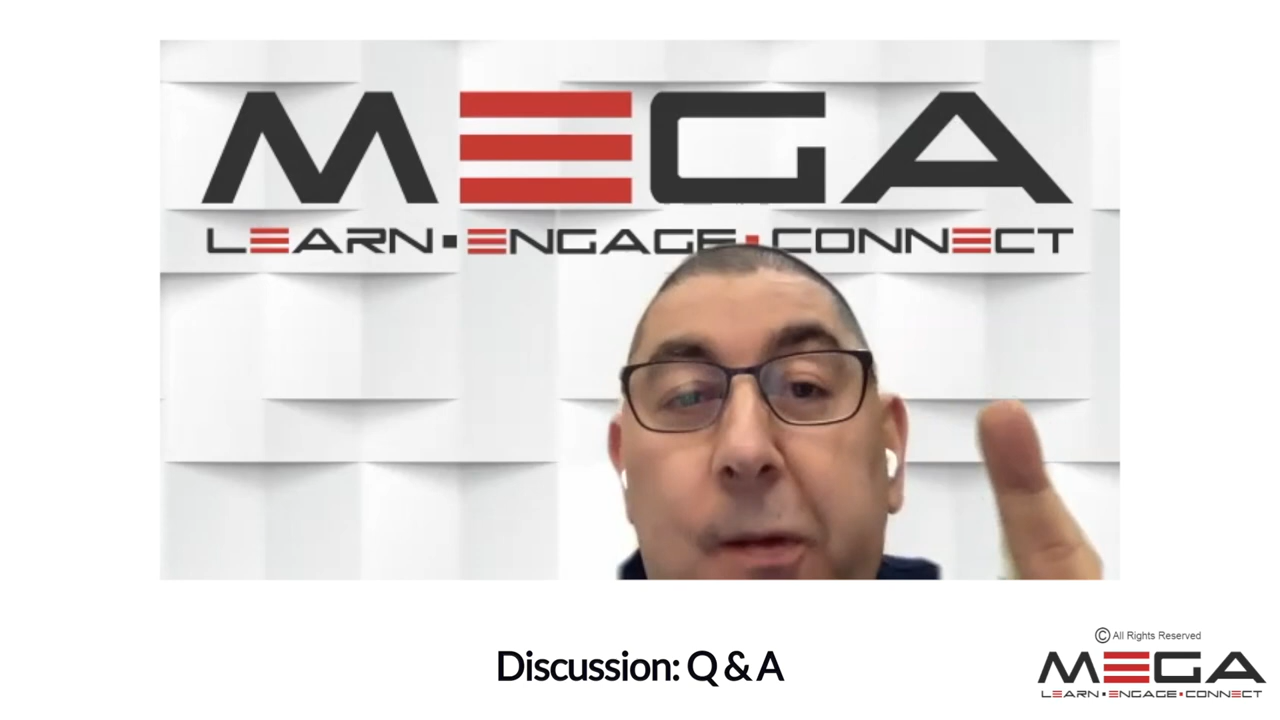 MEGA
LEARN▪ENGAGE▪CONNECT
Discussion: Q & A
© All Rights Reserved
MEGA
LEARN▪ENGAGE▪CONNECT